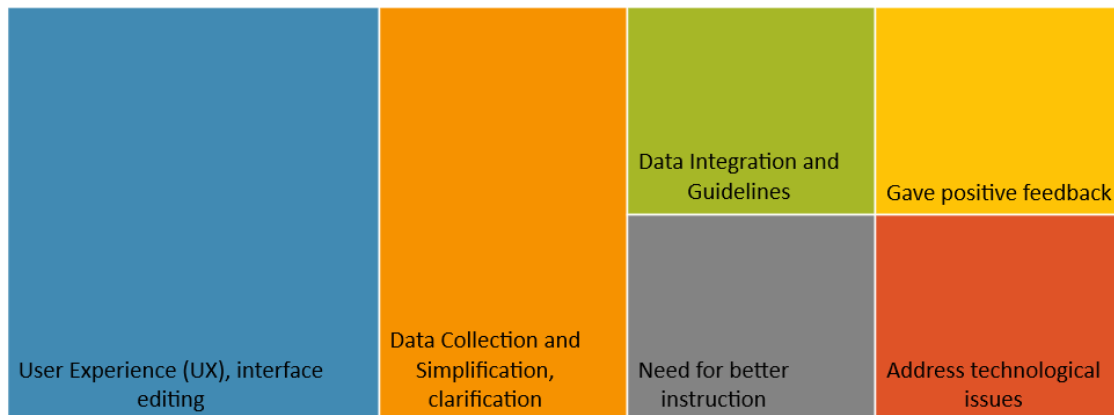 User Experience (UX), interface
editing
Data Collection and
Simplification,
clarification
Data Integration and
Guidelines
Gave positive feedback
Need for better
instruction
Address technological
issues